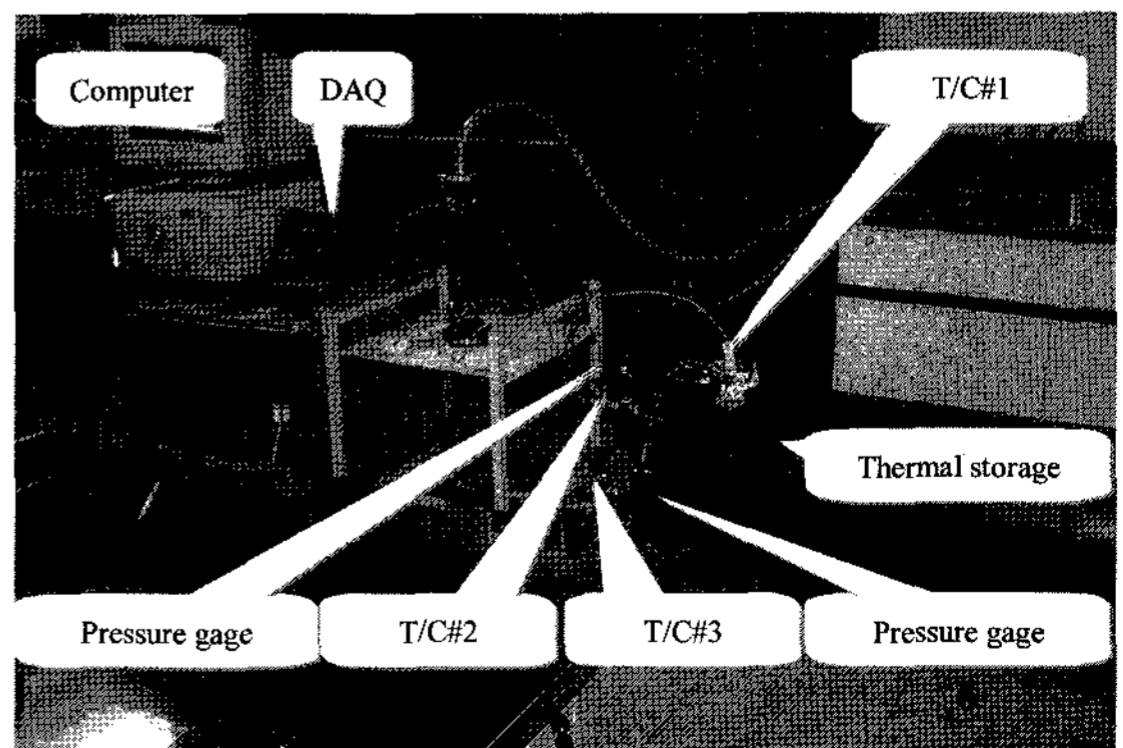 Computer
DAQ
T/C#1
Thermal storage
Pressure gage
T/C#2
T/C#3
Pressure gage